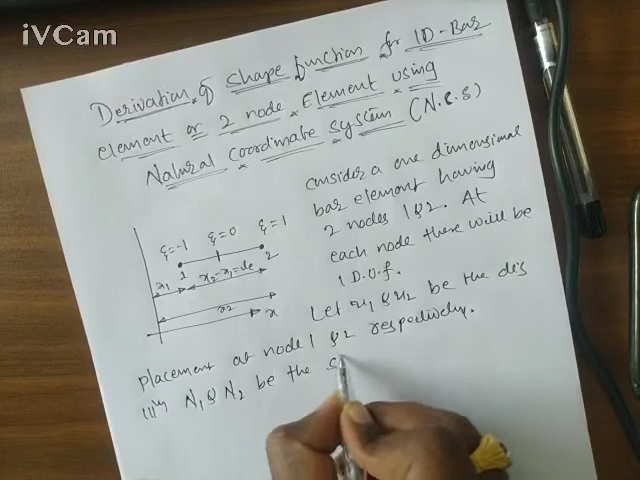 iVCam
Derivation of shape function for 1D-Bar
element or 2 node Element using
Natural coordinate system (N.C.S)
consider a one dimensional
bar element having
2 nodes 1 & 2. At
each node there will be
1 D.O.f.
ξ=-1 ξ=0 ξ=1
1 2
x₁ x₂-x₁=le
x₂
x
Let u₁ & u₂ be the dis
placement at node 1 & 2 respectively.
|||ly N₁ & N₂ be the s